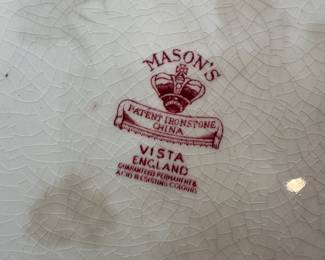 MASON'S
PATENT IRONSTONE
CHINA
VISTA
ENGLAND
GUARANTEED PERMANENT &
ACID RESISTING COLOURS